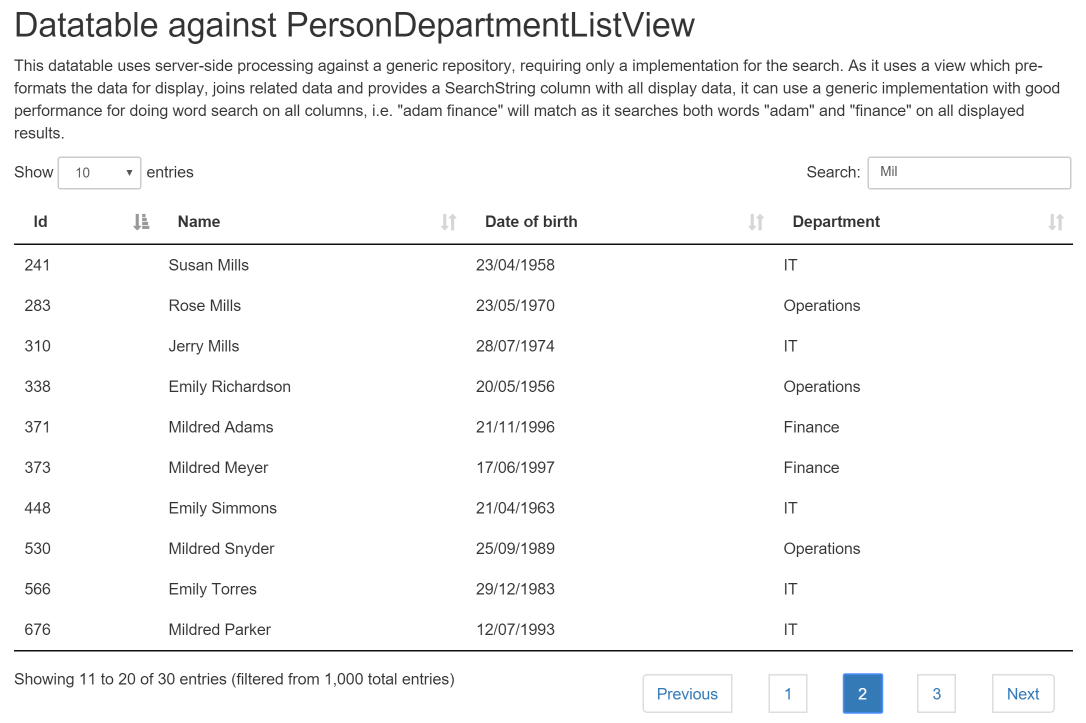 Datatable against PersonDepartmentListView
This datatable uses server-side processing against a generic repository, requiring only a implementation for the search. As it uses a view which pre-
formats the data for display, joins related data and provides a SearchString column with all display data, it can use a generic implementation with good
performance for doing word search on all columns, i.e. "adam finance" will match as it searches both words "adam" and "finance" on all displayed
results.
Show 10 entries Search: Mil
Id Name Date of birth Department
241 Susan Mills 23/04/1958 IT
283 Rose Mills 23/05/1970 Operations
310 Jerry Mills 28/07/1974 IT
338 Emily Richardson 20/05/1956 Operations
371 Mildred Adams 21/11/1996 Finance
373 Mildred Meyer 17/06/1997 Finance
448 Emily Simmons 21/04/1963 IT
530 Mildred Snyder 25/09/1989 Operations
566 Emily Torres 29/12/1983 IT
676 Mildred Parker 12/07/1993 IT
Showing 11 to 20 of 30 entries (filtered from 1,000 total entries) Previous 1 2 3 Next